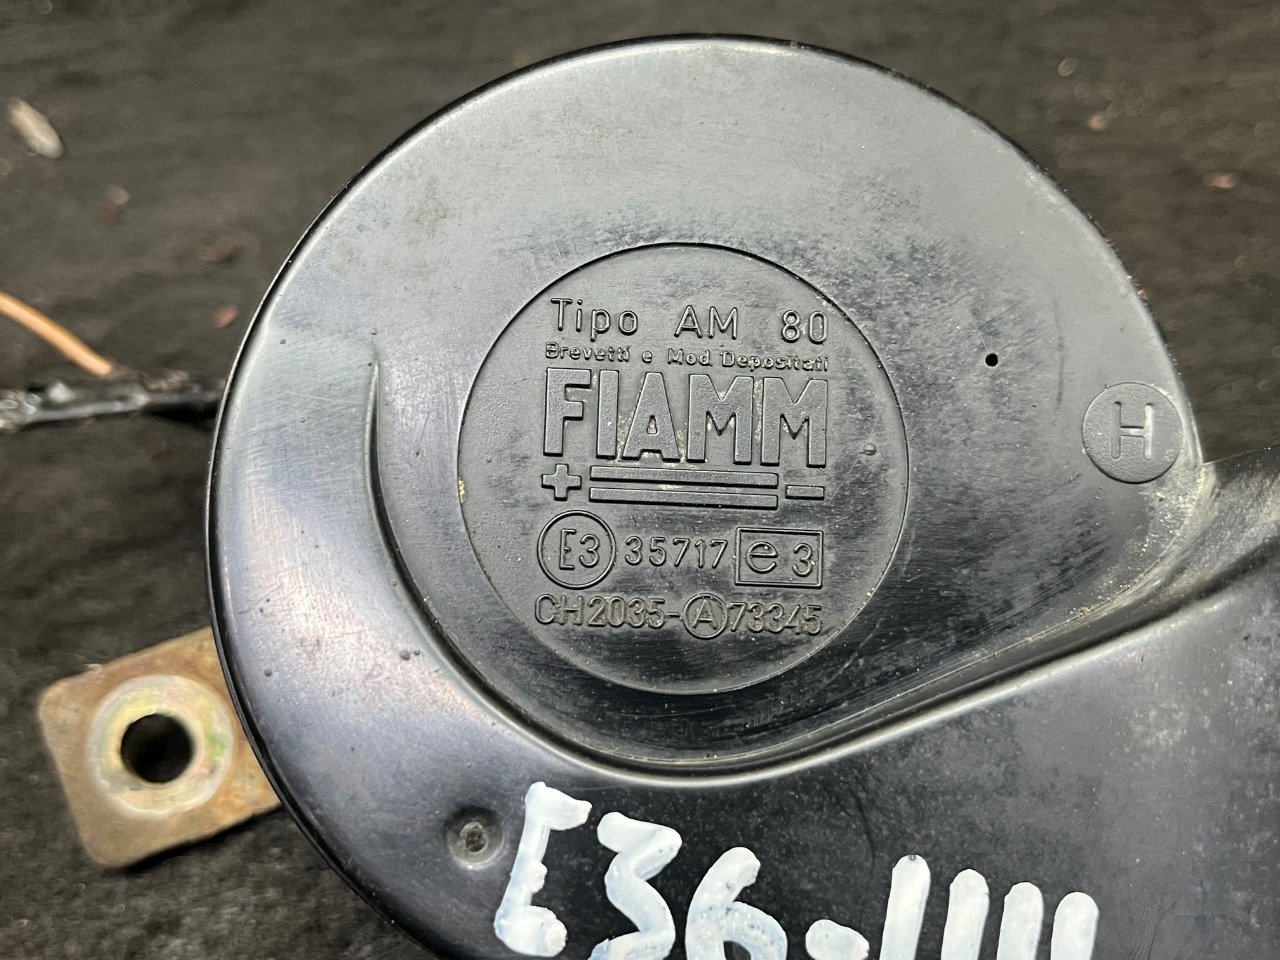 Tipo AM 80
Brevetti e Mod Depositati
FIAMM
+ -
E3 35717 e3
CH2035-A73345
H
E36-1111